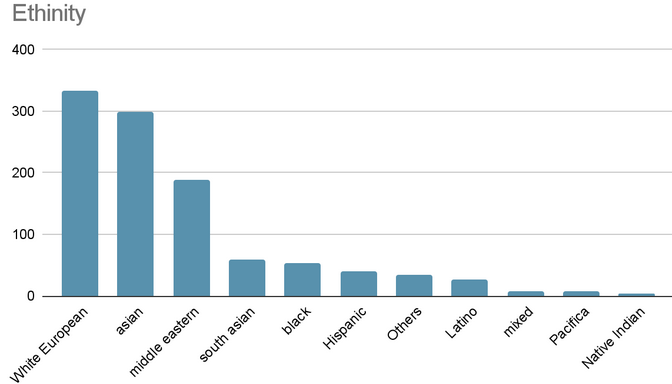 Ethinity
400
300
200
100
0
White European
asian
middle eastern
south asian
black
Hispanic
Others
Latino
mixed
Pacifica
Native Indian